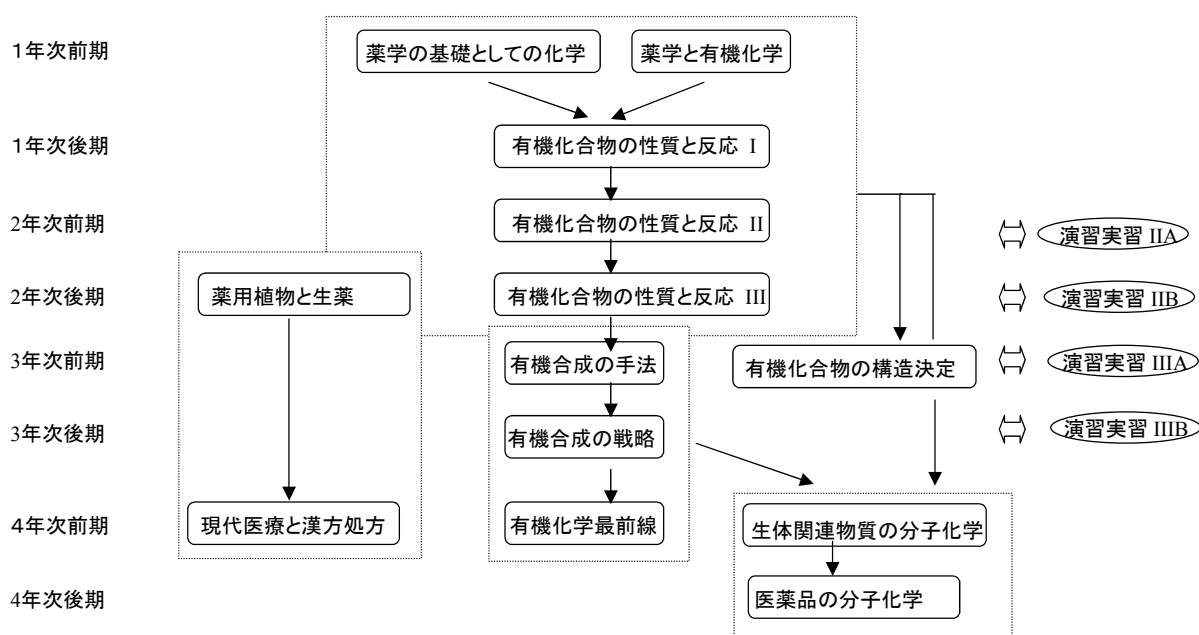 1年次前期
薬学の基礎としての化学
薬学と有機化学
1年次後期
有機化合物の性質と反応 I
2年次前期
有機化合物の性質と反応 II
演習実習 IIA
2年次後期
薬用植物と生薬
有機化合物の性質と反応 III
演習実習 IIB
3年次前期
有機合成の手法
有機化合物の構造決定
演習実習 IIIA
3年次後期
有機合成の戦略
演習実習 IIIB
4年次前期
現代医療と漢方処方
有機化学最前線
生体関連物質の分子化学
4年次後期
医薬品の分子化学